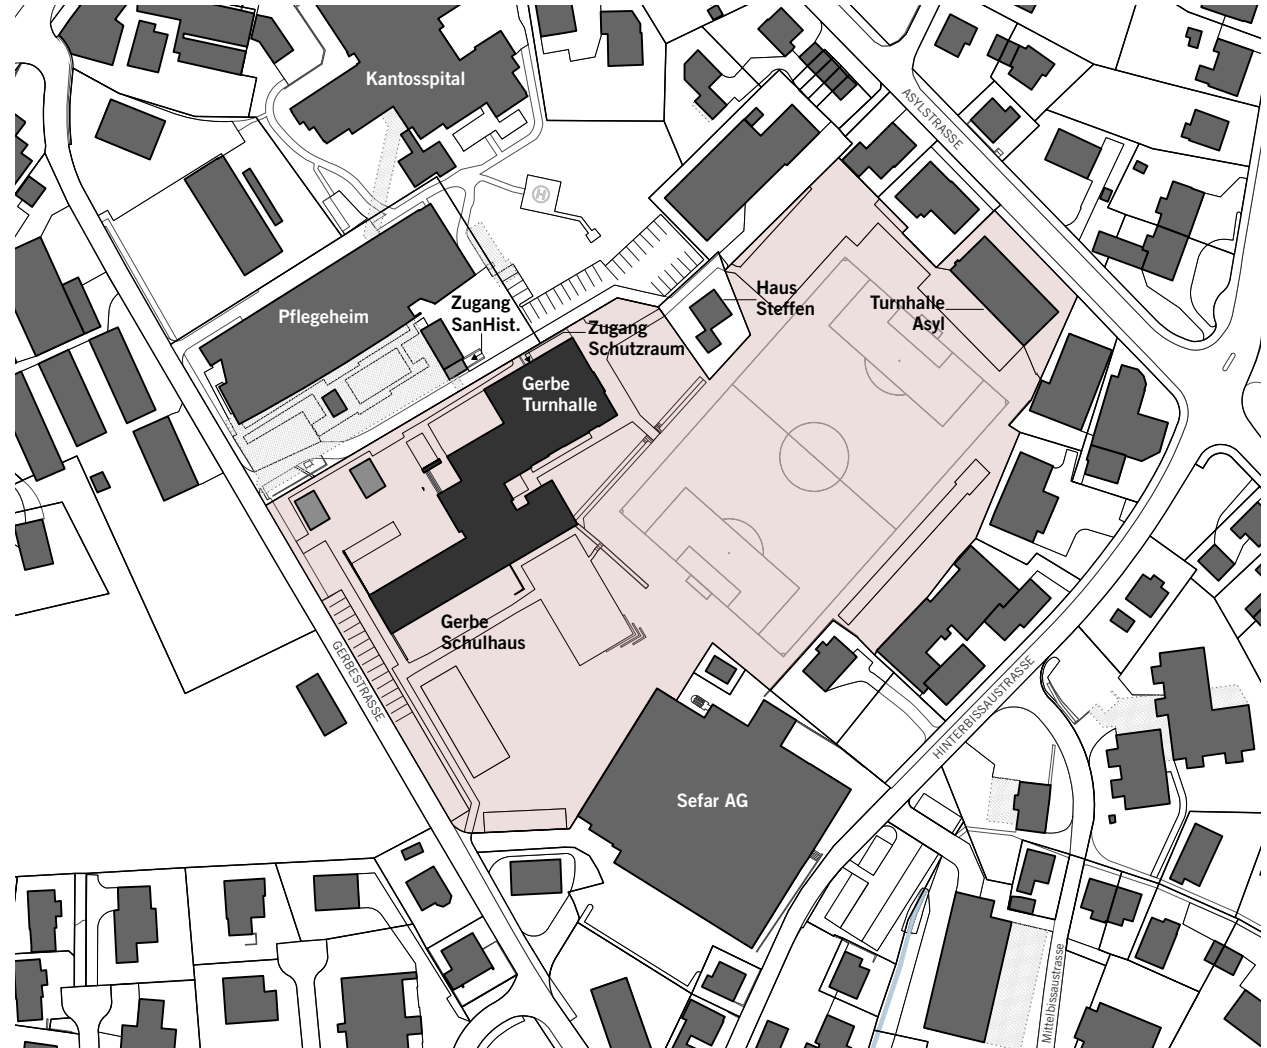 Kantosspital
ASYLSTRASSE
H
Haus
Steffen
Turnhalle
Asyl
Zugang
SanHist.
Pflegeheim
Zugang
Schutzraum
Gerbe
Turnhalle
Gerbe
Schulhaus
GERBESTRASSE
HINTERBISSAUSTRASSE
Sefar AG
Mittelbissaustrasse